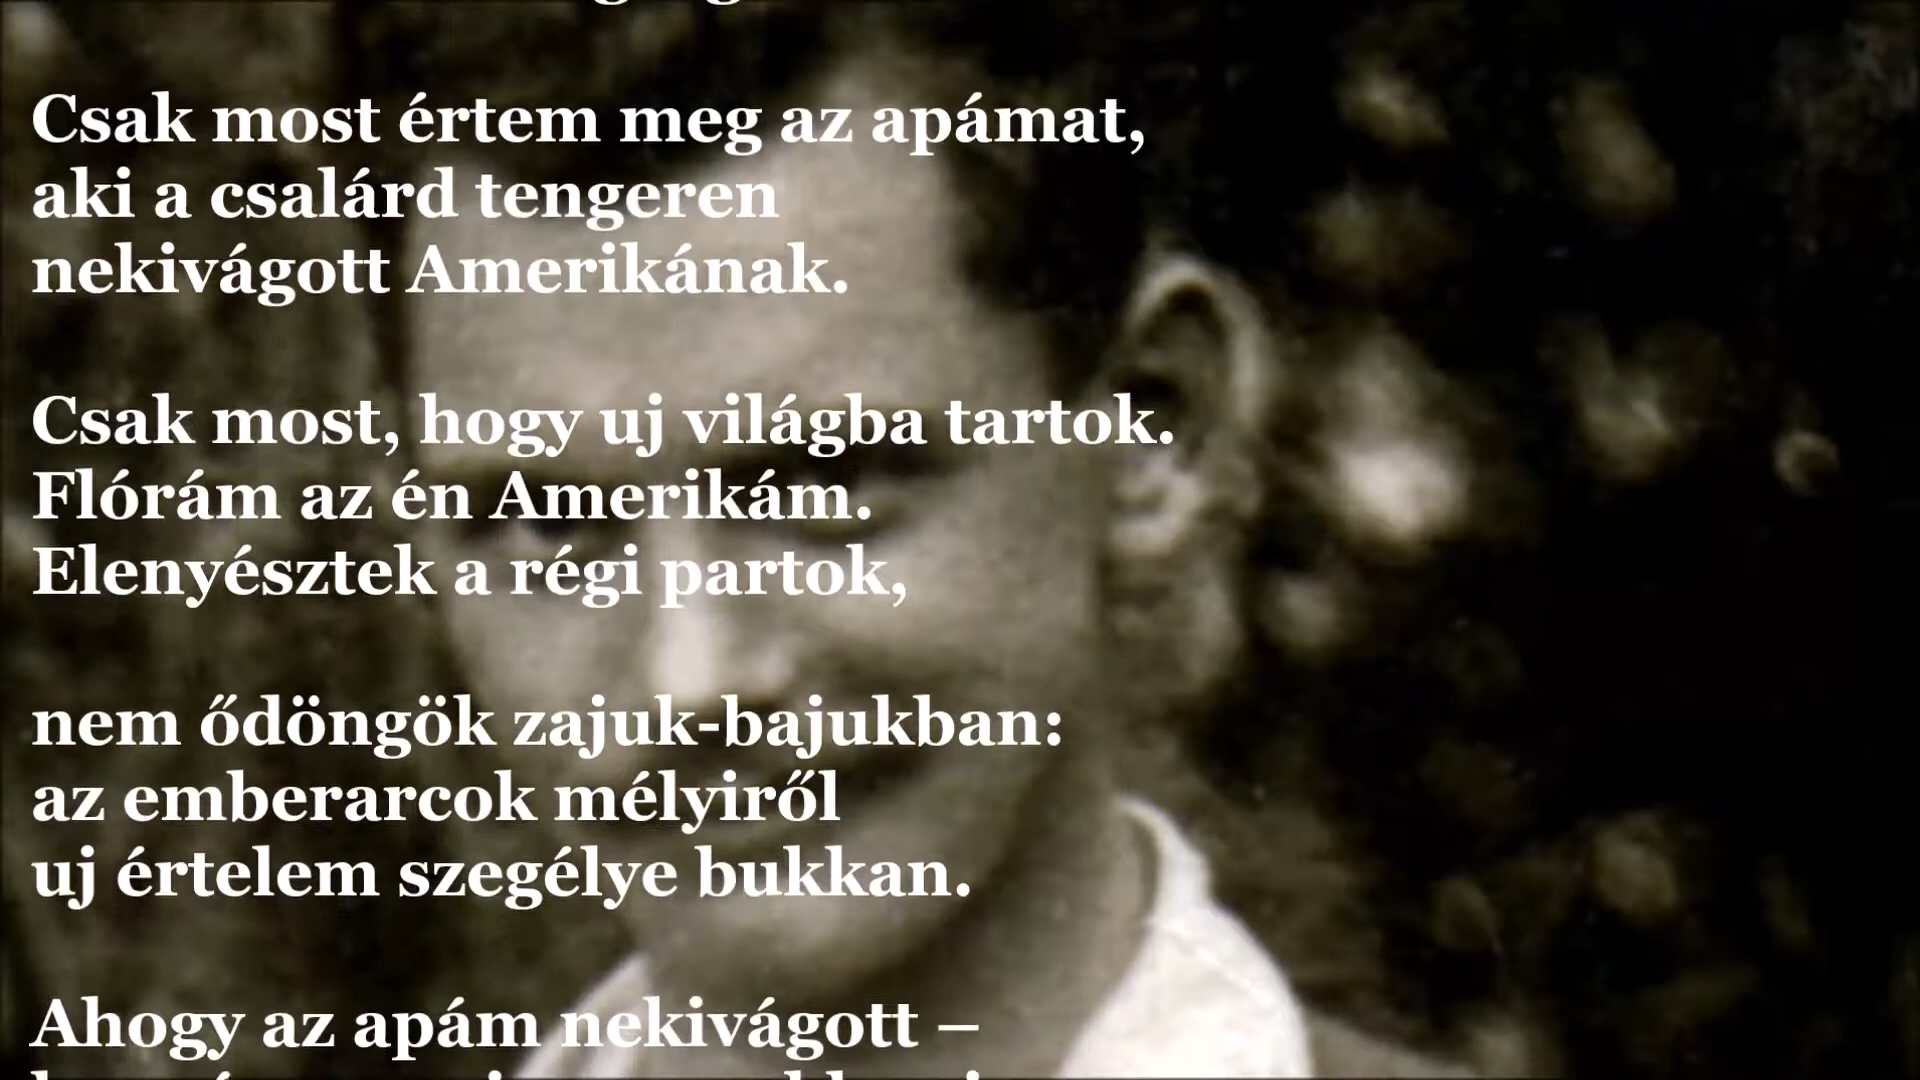 Csak most értem meg az apámat,
aki a csalárd tengeren
nekivágott Amerikának.
Csak most, hogy uj világba tartok.
Flórám az én Amerikám.
Elenyésztek a régi partok,
nem ődöngök zajuk-bajukban:
az emberarcok mélyiről
uj értelem szegélye bukkan.
Ahogy az apám nekivágott –